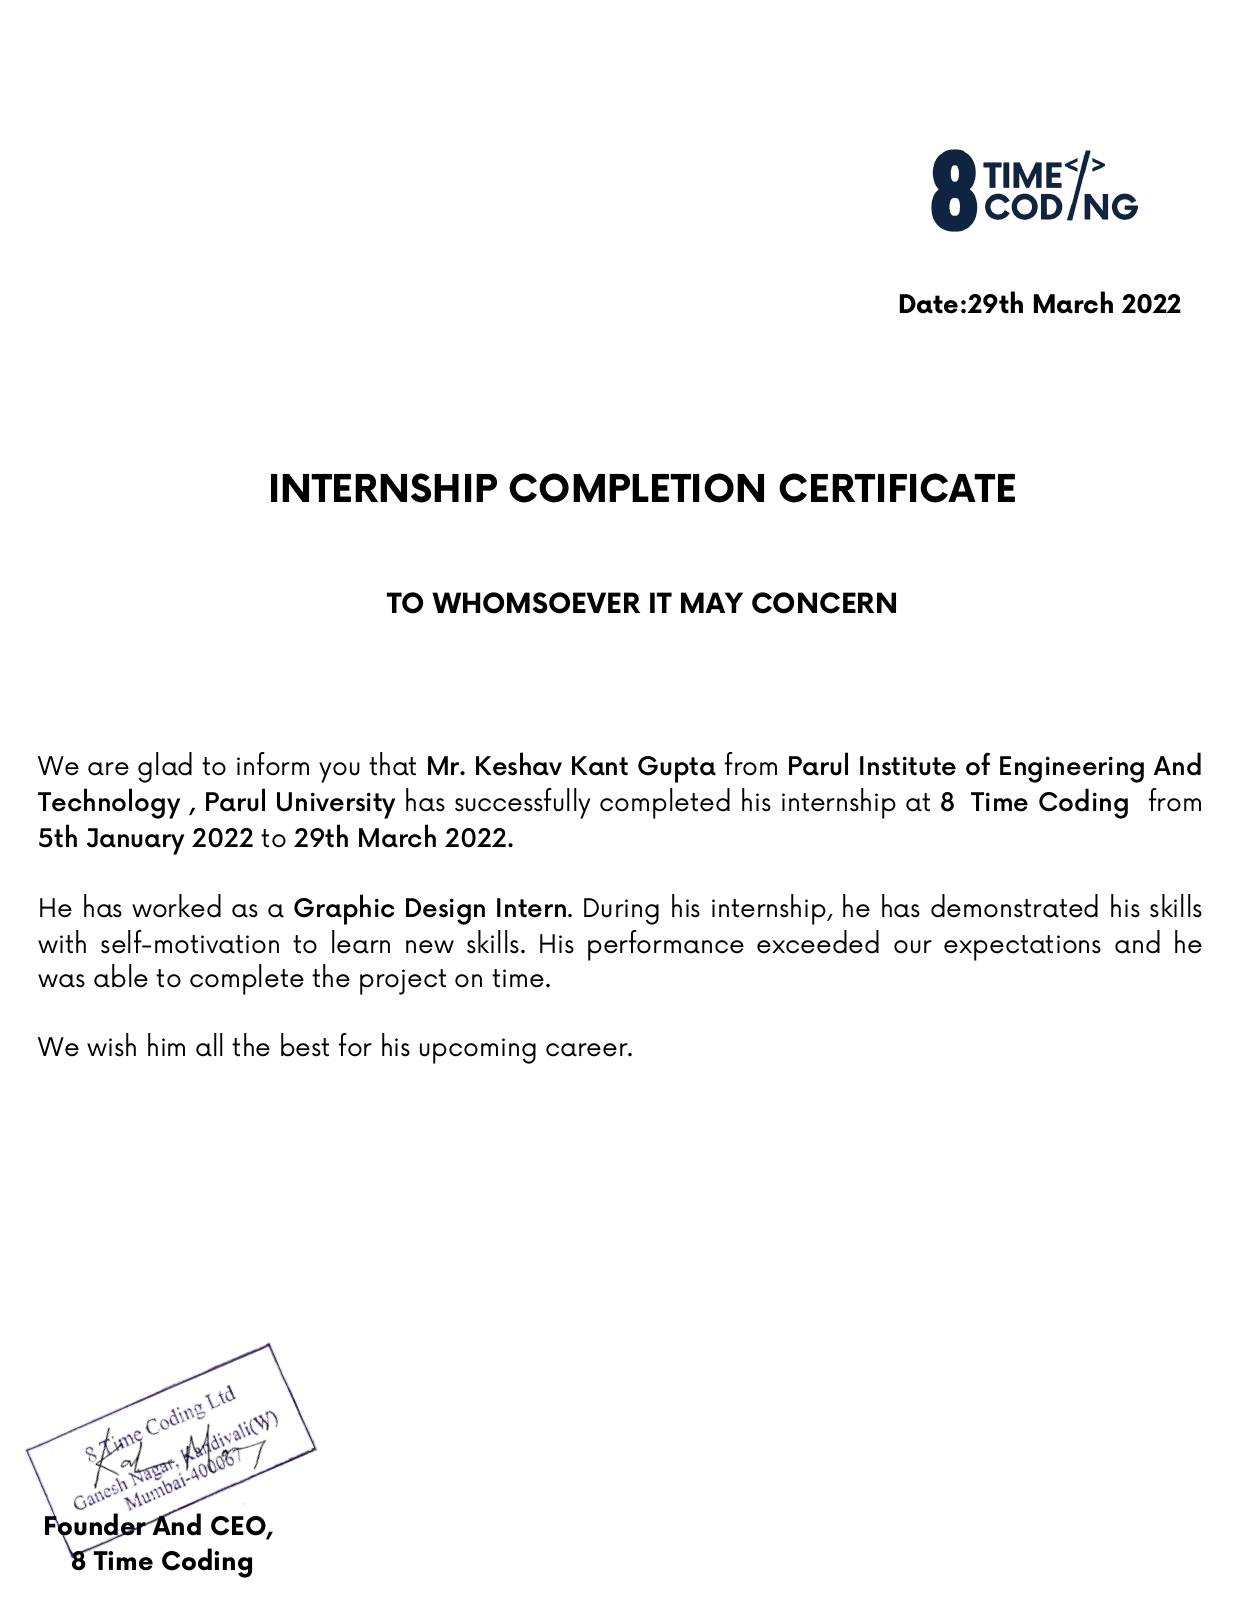 8 TIME </>
CODING
Date:29th March 2022
INTERNSHIP COMPLETION CERTIFICATE
TO WHOMSOEVER IT MAY CONCERN
We are glad to inform you that Mr. Keshav Kant Gupta from Parul Institute of Engineering And
Technology , Parul University has successfully completed his internship at 8 Time Coding from
5th January 2022 to 29th March 2022.
He has worked as a Graphic Design Intern. During his internship, he has demonstrated his skills
with self-motivation to learn new skills. His performance exceeded our expectations and he
was able to complete the project on time.
We wish him all the best for his upcoming career.
8 Time Coding Ltd
Ganesh Nagar, Kandivali(W)
Mumbai-400067
Founder And CEO,
8 Time Coding